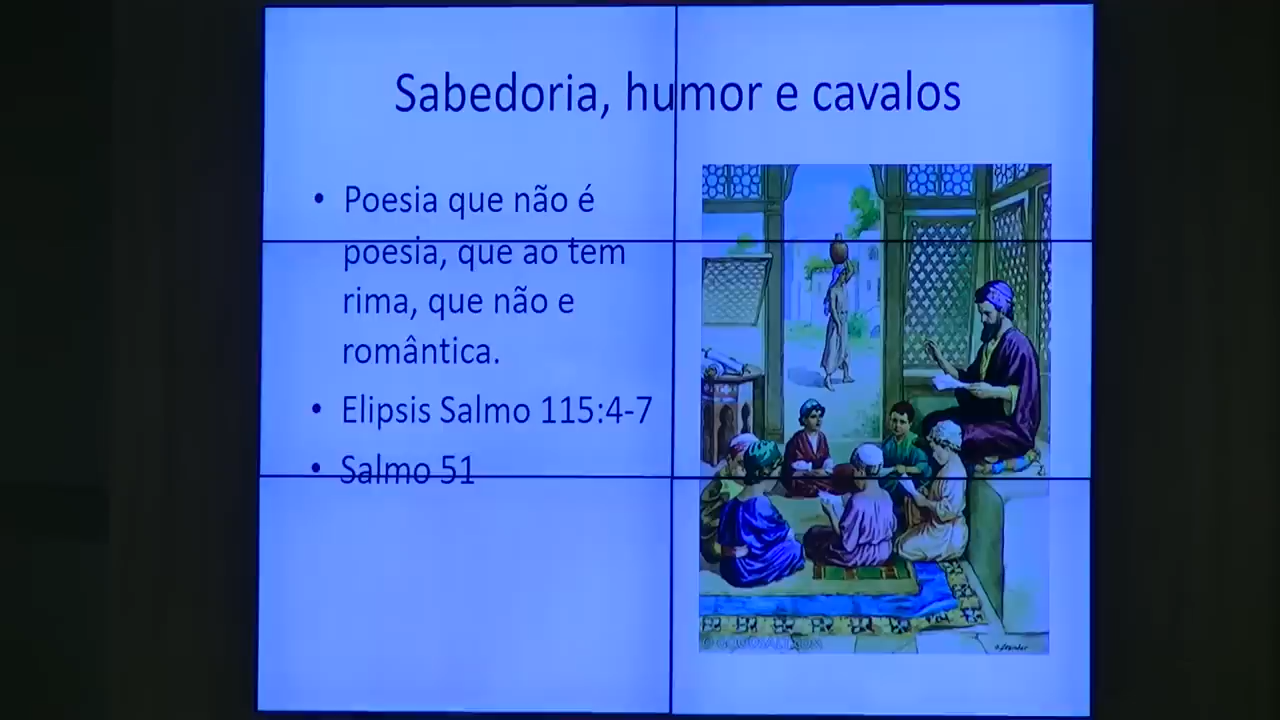 Sabedoria, humor e cavalos
• Poesia que não é
poesia, que ao tem
rima, que não e
romântica.
• Elipsis Salmo 115:4-7
• Salmo 51